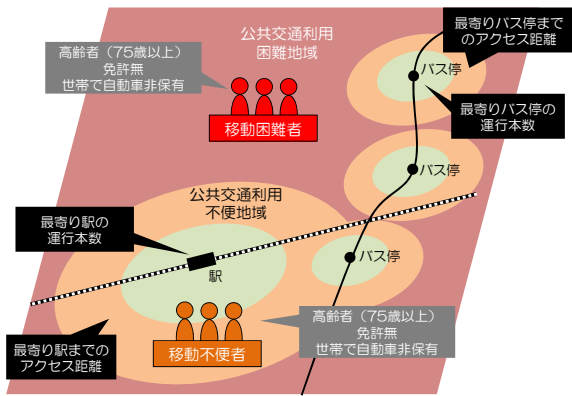 公共交通利用
困難地域
高齢者（75歳以上）
免許無
世帯で自動車非保有
移動困難者
最寄りバス停まで
のアクセス距離
バス停
最寄りバス停の
運行本数
バス停
公共交通利用
不便地域
最寄り駅の
運行本数
バス停
駅
高齢者（75歳以上）
免許無
世帯で自動車非保有
移動不便者
最寄り駅までの
アクセス距離